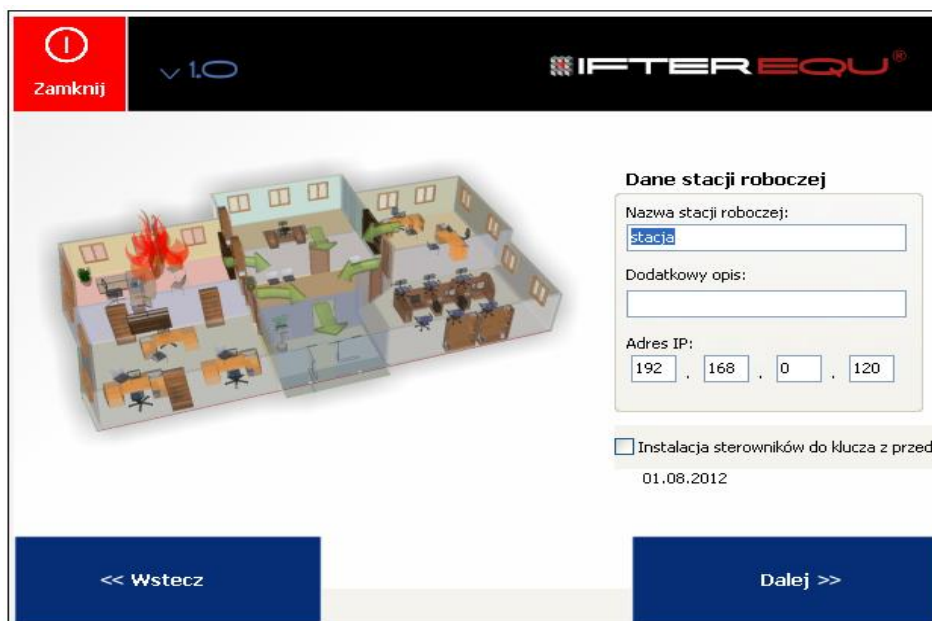 Zamknij
v 1.0
IFTER EQU®
Dane stacji roboczej
Nazwa stacji roboczej:
stacja
Dodatkowy opis:
Adres IP:
192 . 168 . 0 . 120
Instalacja sterowników do klucza z przed
01.08.2012
<< Wstecz
Dalej >>